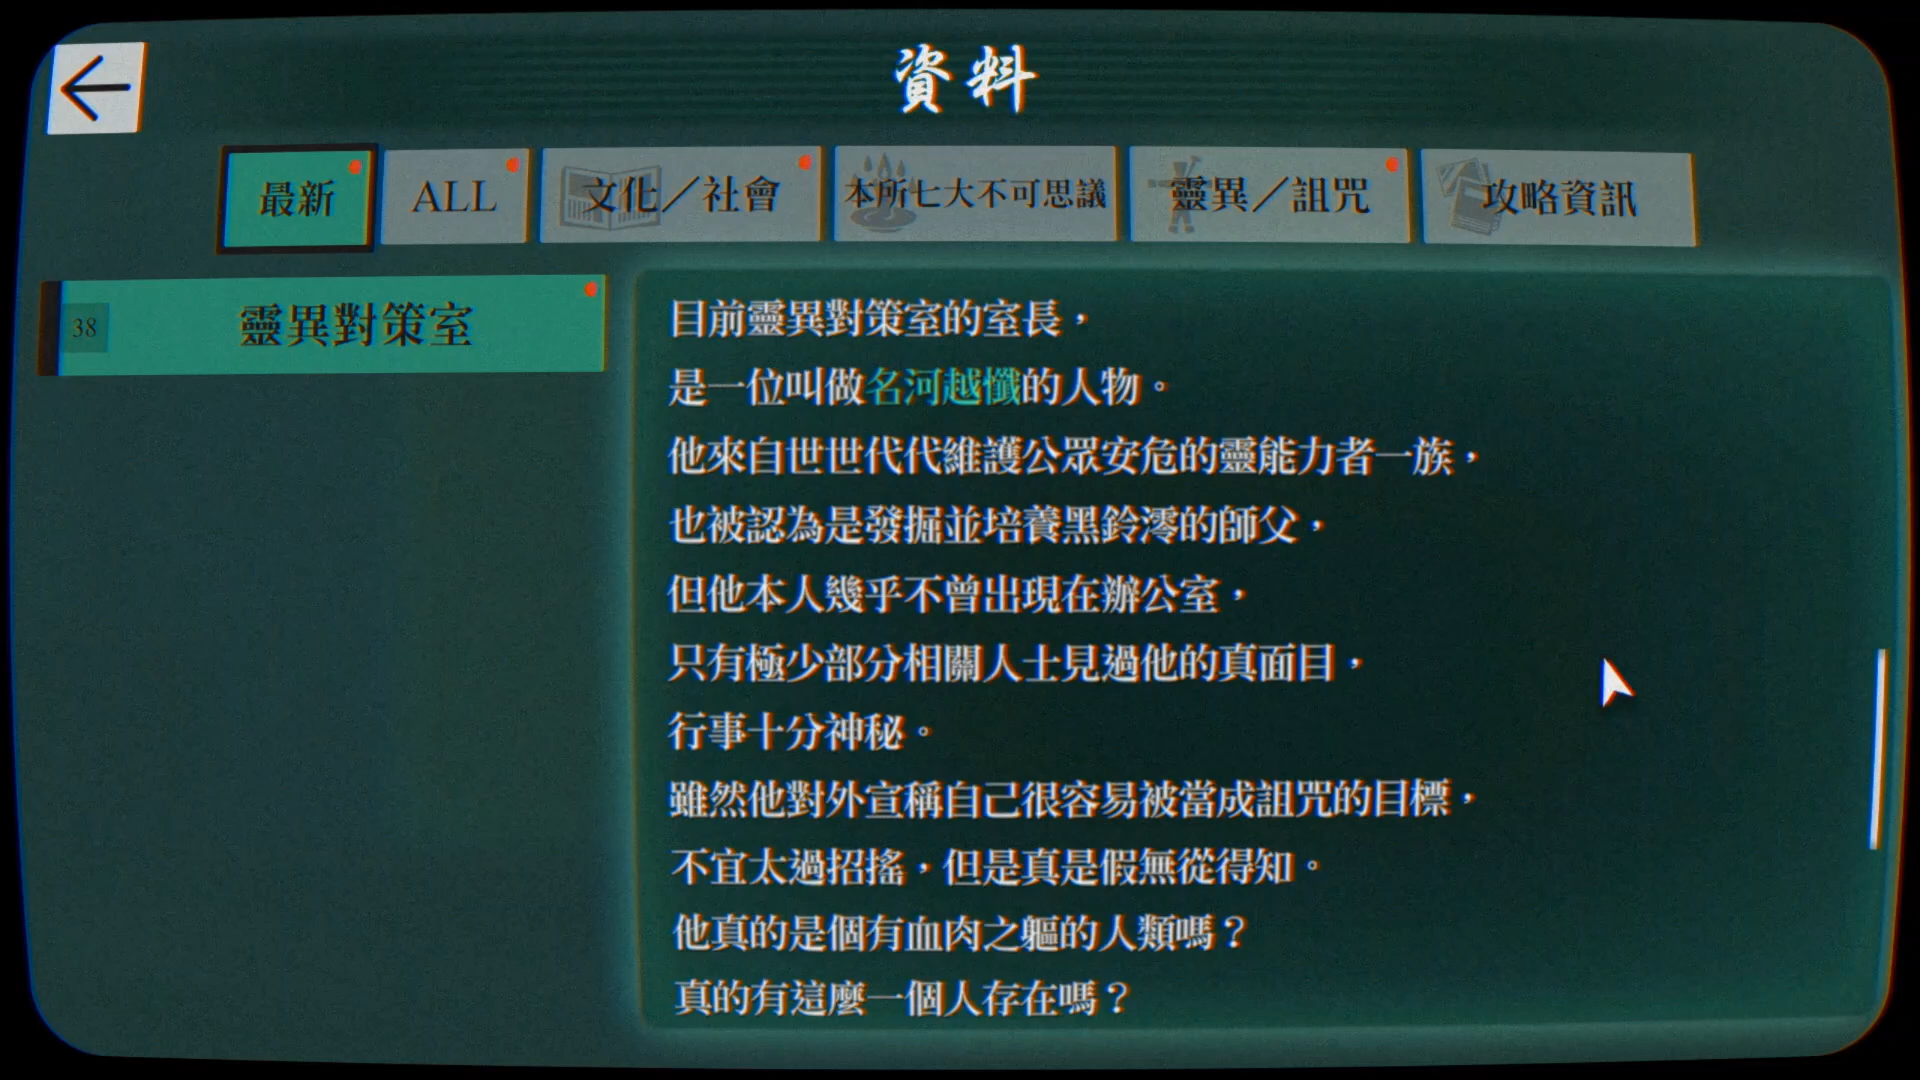 資料
最新
ALL
文化／社會
本所七大不可思議
靈異／詛咒
攻略資訊
38
靈異對策室
目前靈異對策室的室長，
是一位叫做名河越懺的人物。
他來自世世代代維護公眾安危的靈能力者一族，
也被認為是發掘並培養黑鈴澪的師父，
但他本人幾乎不曾出現在辦公室，
只有極少部分相關人士見過他的真面目，
行事十分神秘。
雖然他對外宣稱自己很容易被當成詛咒的目標，
不宜太過招搖，但是真是假無從得知。
他真的是個有血肉之軀的人類嗎？
真的有這麼一個人存在嗎？